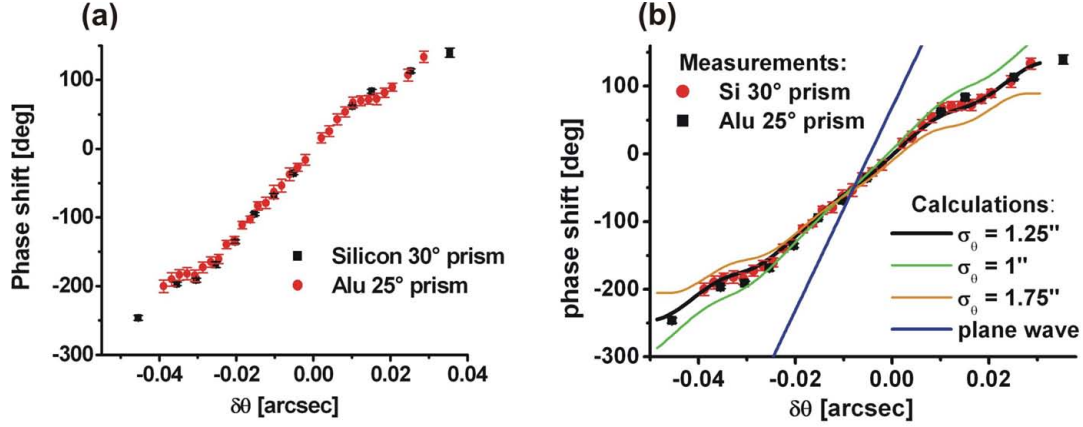 (a)
Phase shift [deg]
100
0
-100
-200
-300
-0.04
-0.02
0.00
0.02
0.04
δθ [arcsec]
Silicon 30° prism
Alu 25° prism
(b)
phase shift [deg]
100
0
-100
-200
-300
-0.04
-0.02
0.00
0.02
δθ [arcsec]
Measurements:
Si 30° prism
Alu 25° prism
Calculations:
σθ = 1.25"
σθ = 1"
σθ = 1.75"
plane wave